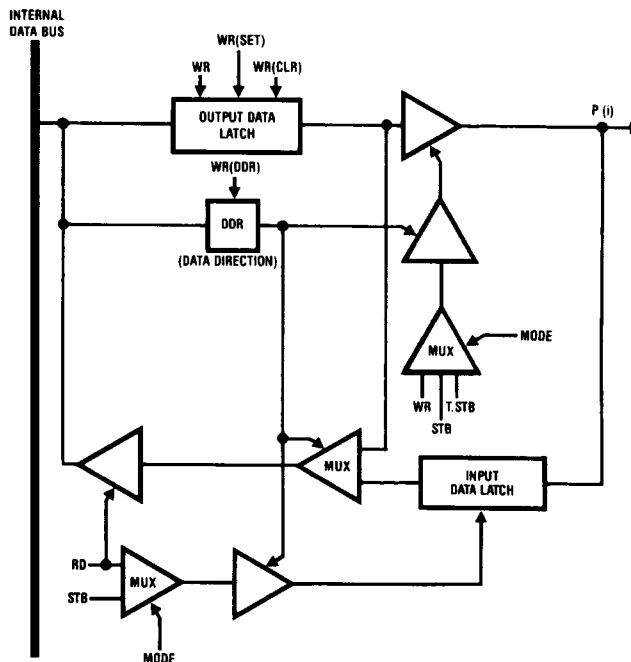 INTERNAL
DATA BUS
WR(SET)
WR
WR(CLR)
P (i)
OUTPUT DATA
LATCH
WR(DDR)
DDR
(DATA DIRECTION)
MODE
MUX
WR
T.STB
STB
MUX
INPUT
DATA LATCH
RD
MUX
STB
MODE